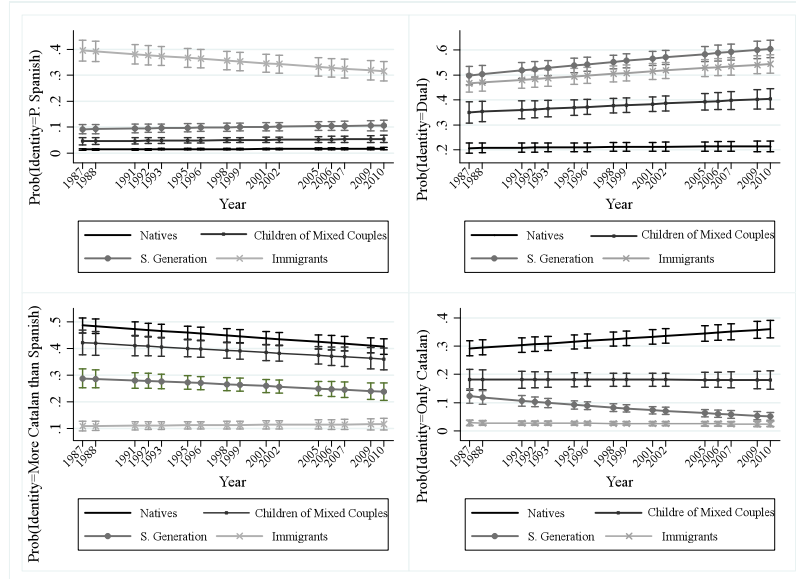 Prob(Identity=P. Spanish)
.4
.3
.2
.1
0
1987 1988 1991 1992 1993 1995 1996 1998 1999 2001 2002 2005 2006 2007 2009 2010
Year
Natives Children of Mixed Couples
S. Generation Immigrants
Prob(Identity=Dual)
.6
.5
.4
.3
.2
1987 1988 1991 1992 1993 1995 1996 1998 1999 2001 2002 2005 2006 2007 2009 2010
Year
Natives Children of Mixed Couples
S. Generation Immigrants
Prob(Identity=More Catalan than Spanish)
.5
.4
.3
.2
.1
1987 1988 1991 1992 1993 1995 1996 1998 1999 2001 2002 2005 2006 2007 2009 2010
Year
Natives Children of Mixed Couples
S. Generation Immigrants
Prob(Identity=Only Catalan)
.4
.3
.2
.1
0
1987 1988 1991 1992 1993 1995 1996 1998 1999 2001 2002 2005 2006 2007 2009 2010
Year
Natives Childre of Mixed Couples
S. Generation Immigrants